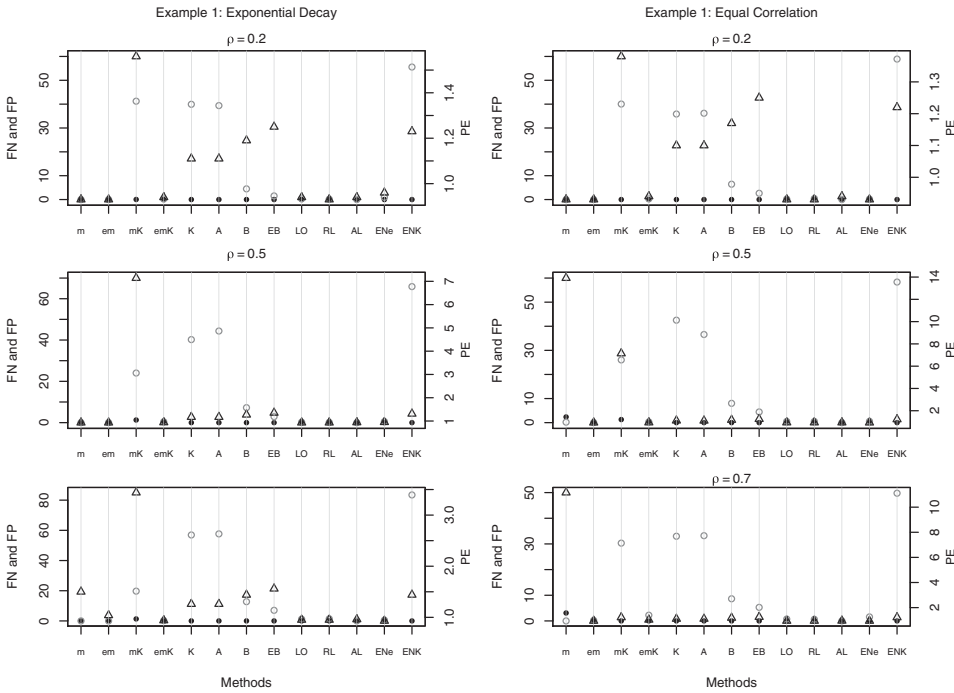 Example 1: Exponential Decay
ρ = 0.2
FN and FP
0 10 30 50
1.0 1.2 1.4
PE
m em mK emK K A B EB LO RL AL ENe ENK
ρ = 0.5
FN and FP
0 20 40 60
1 2 3 4 5 6 7
PE
m em mK emK K A B EB LO RL AL ENe ENK
FN and FP
0 20 40 60 80
1.0 2.0 3.0
PE
m em mK emK K A B EB LO RL AL ENe ENK
Methods
Example 1: Equal Correlation
ρ = 0.2
FN and FP
0 10 30 50
1.0 1.1 1.2 1.3
PE
m em mK emK K A B EB LO RL AL ENe ENK
ρ = 0.5
FN and FP
0 10 30 50
2 4 6 8 10 14
PE
m em mK emK K A B EB LO RL AL ENe ENK
ρ = 0.7
FN and FP
0 10 30 50
2 4 6 8 10
PE
m em mK emK K A B EB LO RL AL ENe ENK
Methods